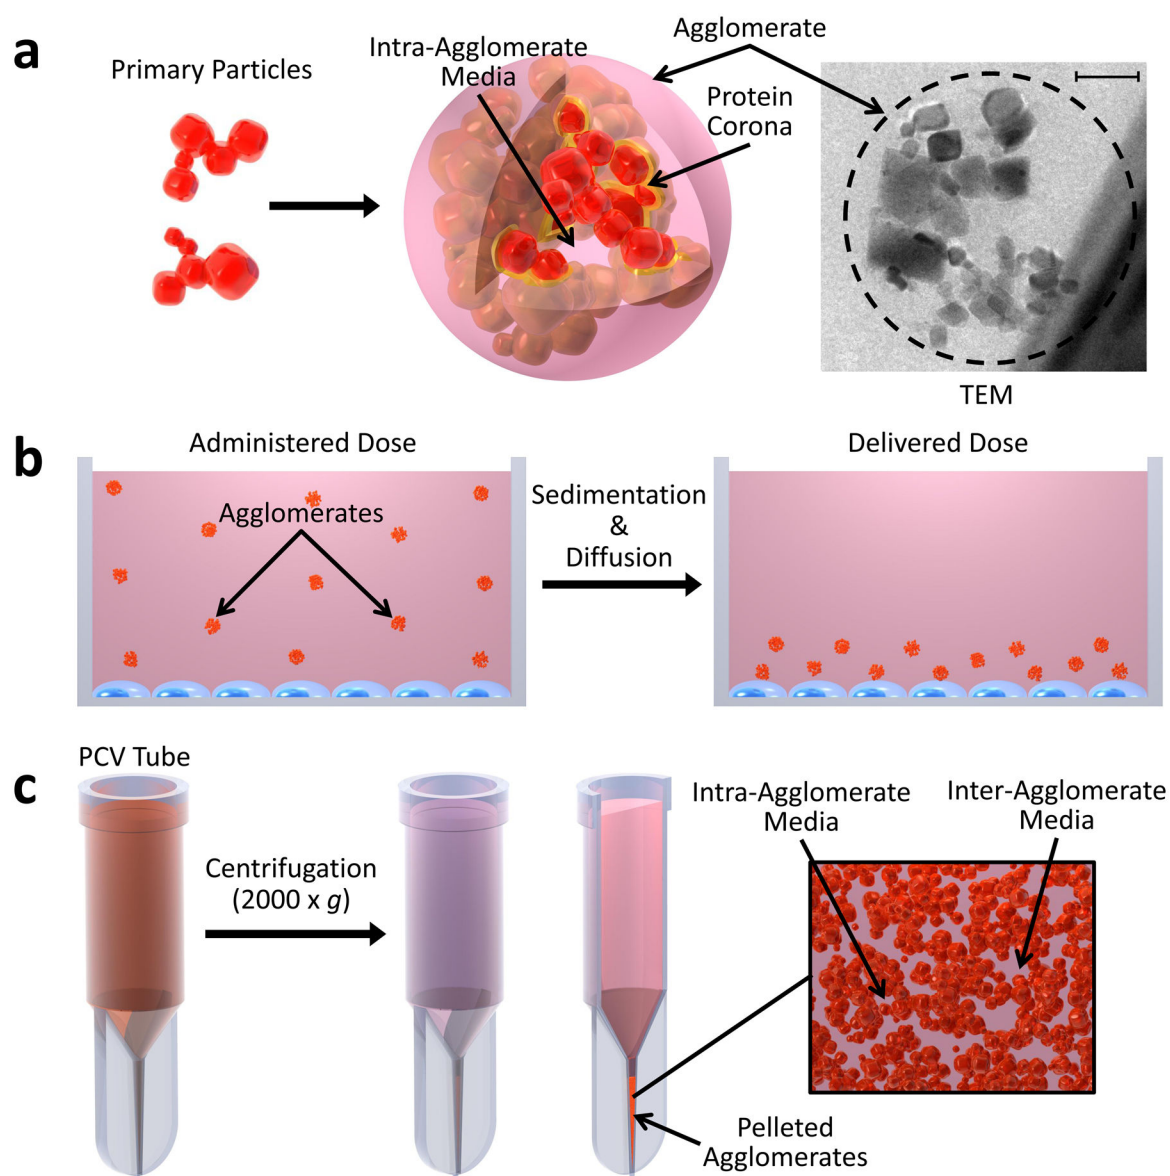 a
Primary Particles
Intra-Agglomerate
Media
Agglomerate
Protein
Corona
TEM
b
Administered Dose
Agglomerates
Sedimentation
&
Diffusion
Delivered Dose
c
PCV Tube
Centrifugation
(2000 x g)
Intra-Agglomerate
Media
Inter-Agglomerate
Media
Pelleted
Agglomerates